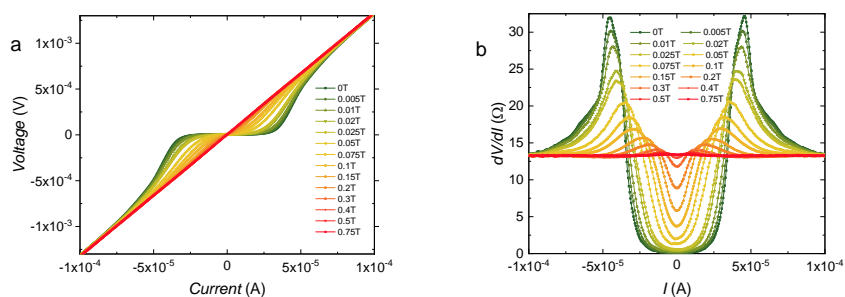 a
Voltage (V)
1x10⁻³
5x10⁻⁴
0
-5x10⁻⁴
-1x10⁻³
0T
0.005T
0.01T
0.02T
0.025T
0.05T
0.075T
0.1T
0.15T
0.2T
0.3T
0.4T
0.5T
0.75T
-1x10⁻⁴ -5x10⁻⁵ 0 5x10⁻⁵ 1x10⁻⁴
Current (A)
b
dV/dI (Ω)
30
25
20
15
10
5
0
0T 0.005T
0.01T 0.02T
0.025T 0.05T
0.075T 0.1T
0.15T 0.2T
0.3T 0.4T
0.5T 0.75T
-1x10⁻⁴ -5x10⁻⁵ 0 5x10⁻⁵ 1x10⁻⁴
I (A)